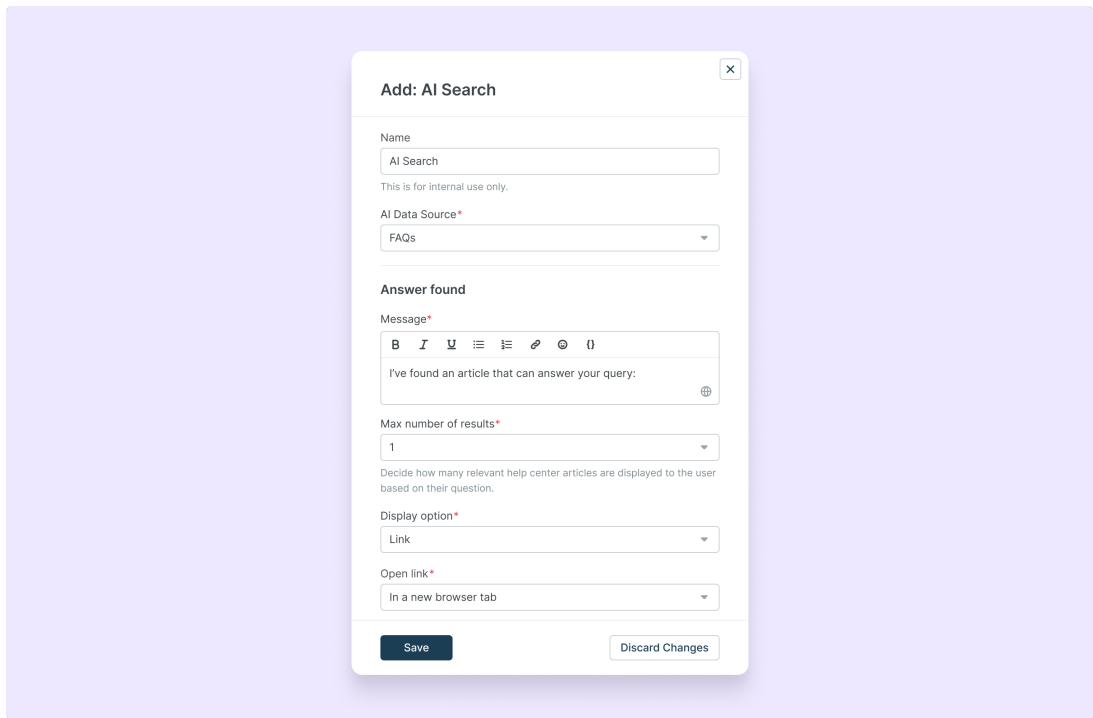 Add: AI Search
Name
AI Search
This is for internal use only.
AI Data Source*
FAQs
Answer found
Message*
B I U {}
I've found an article that can answer your query:
Max number of results*
1
Decide how many relevant help center articles are displayed to the user
based on their question.
Display option*
Link
Open link*
In a new browser tab
Save
Discard Changes